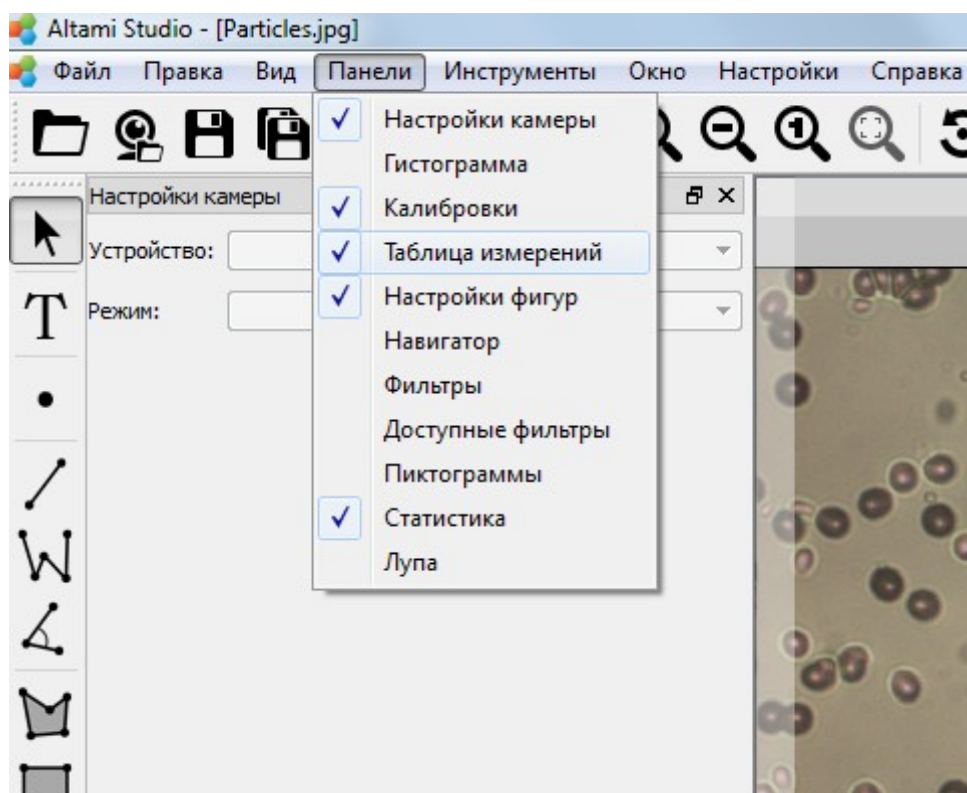 Altami Studio - [Particles.jpg]
Файл Правка Вид Панели Инструменты Окно Настройки Справка
Настройки камеры
Гистограмма
Калибровки
Таблица измерений
Настройки фигур
Навигатор
Фильтры
Доступные фильтры
Пиктограммы
Статистика
Лупа
Настройки камеры
Устройство:
Режим:
T